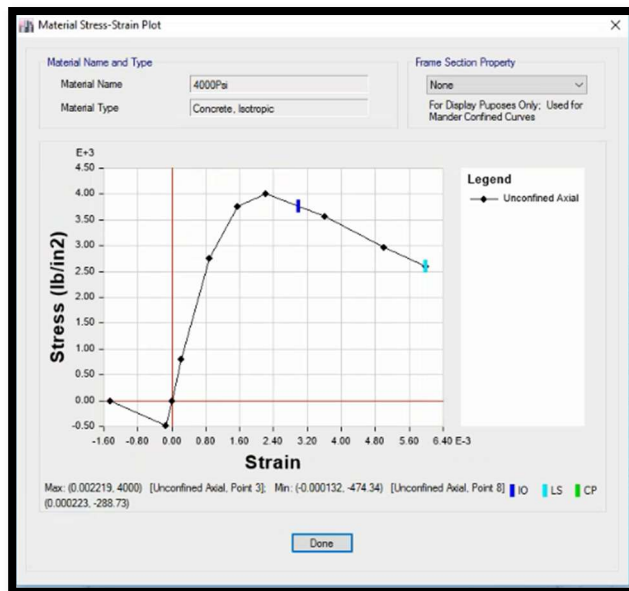 Material Stress-Strain Plot
Material Name and Type
Material Name
4000Psi
Material Type
Concrete, Isotropic
Frame Section Property
None
For Display Puposes Only; Used for
Mander Confined Curves
E+3
4.50
4.00
3.50
3.00
2.50
2.00
1.50
1.00
0.50
0.00
-0.50
Stress (lb/in2)
-1.60 -0.80 0.00 0.80 1.60 2.40 3.20 4.00 4.80 5.60 6.40 E-3
Strain
Legend
Unconfined Axial
Max: (0.002219, 4000) [Unconfined Axial, Point 3]; Min: (-0.000132, -474.34) [Unconfined Axial, Point 8]
IO LS CP
(0.000223, -288.73)
Done